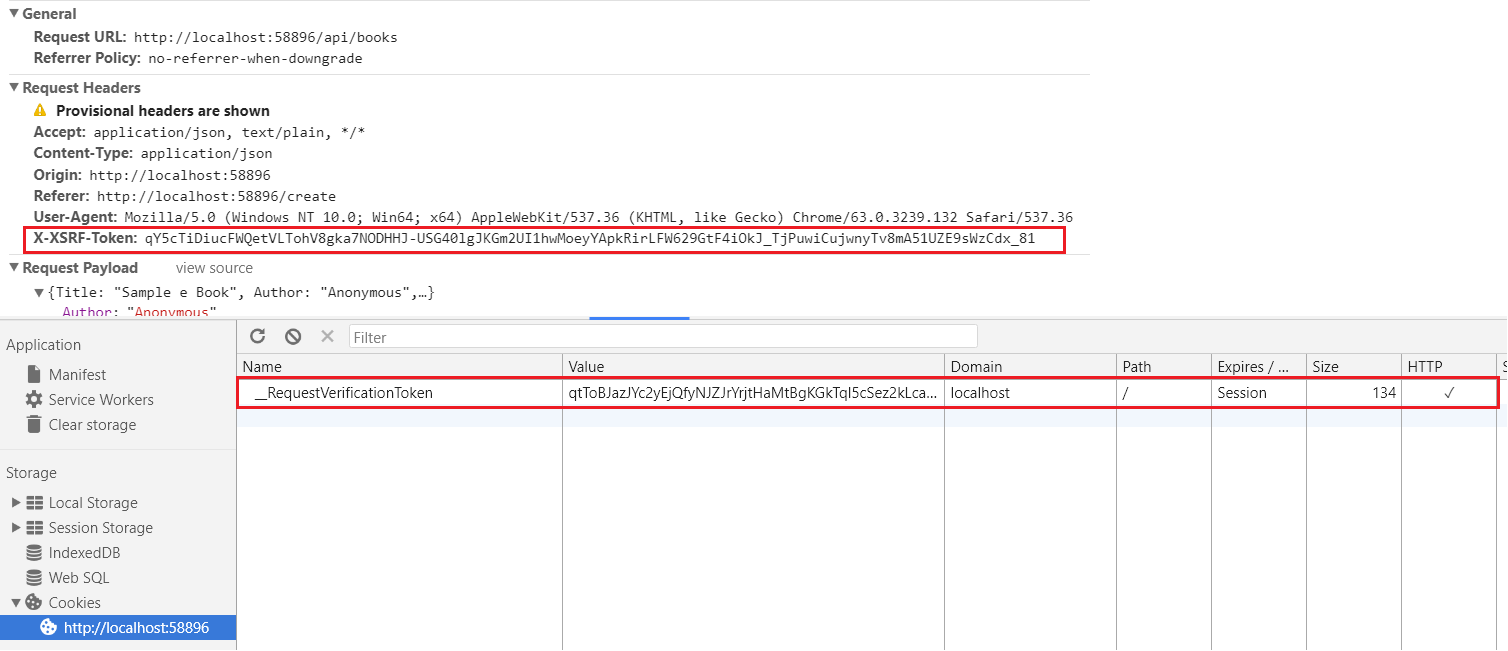 General
Request URL: http://localhost:58896/api/books
Referrer Policy: no-referrer-when-downgrade
Request Headers
Provisional headers are shown
Accept: application/json, text/plain, */*
Content-Type: application/json
Origin: http://localhost:58896
Referer: http://localhost:58896/create
User-Agent: Mozilla/5.0 (Windows NT 10.0; Win64; x64) AppleWebKit/537.36 (KHTML, like Gecko) Chrome/63.0.3239.132 Safari/537.36
X-XSRF-Token: qY5cTiDiucFWQetVLTohV8gka7NODHHJ-USG40lgJKGm2UI1hwMoeyYApkRirLFW629GtF4iOkJ_TjPuwiCujwnyTv8mA51UZE9sWzCdx_81
Request Payload view source
{Title: "Sample e Book", Author: "Anonymous",…}
Author: "Anonymous"
Application
Manifest
Service Workers
Clear storage
Storage
Local Storage
Session Storage
IndexedDB
Web SQL
Cookies
http://localhost:58896
Filter
Name Value Domain Path Expires / ... Size HTTP S
__RequestVerificationToken qtToBJazJYc2yEjQfyNJZJrYrjtHaMtBgKGkTqI5cSez2kLca... localhost / Session 134 ✓